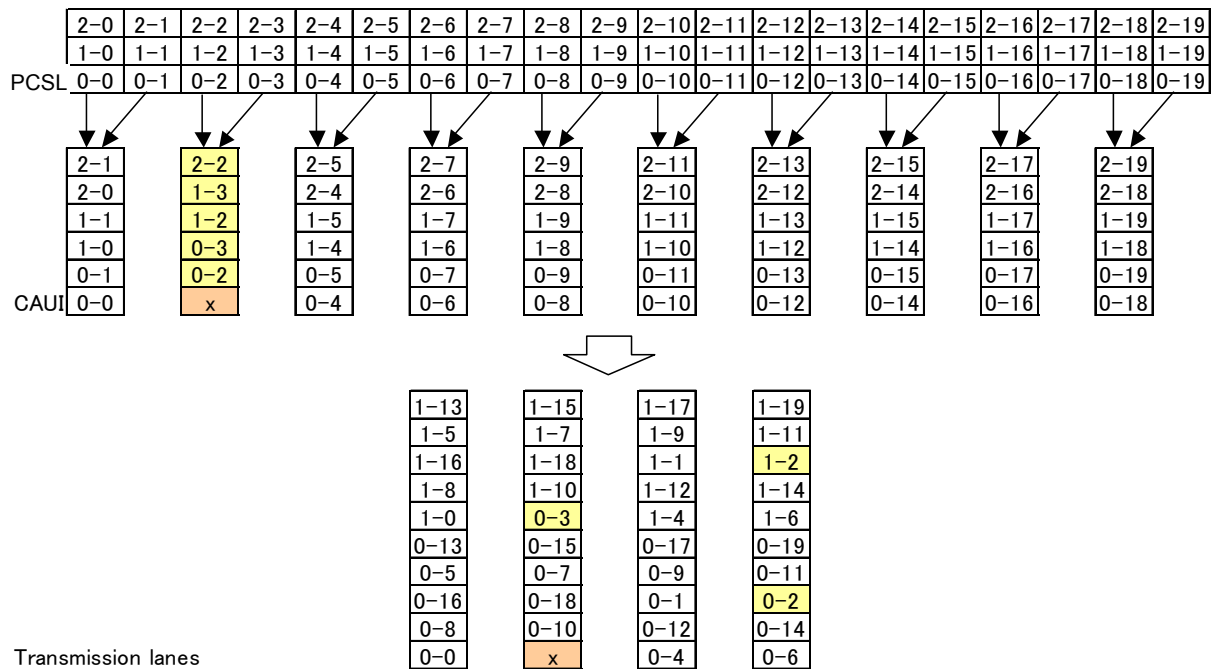 2-0 2-1 2-2 2-3 2-4 2-5 2-6 2-7 2-8 2-9 2-10 2-11 2-12 2-13 2-14 2-15 2-16 2-17 2-18 2-19
1-0 1-1 1-2 1-3 1-4 1-5 1-6 1-7 1-8 1-9 1-10 1-11 1-12 1-13 1-14 1-15 1-16 1-17 1-18 1-19
PCSL 0-0 0-1 0-2 0-3 0-4 0-5 0-6 0-7 0-8 0-9 0-10 0-11 0-12 0-13 0-14 0-15 0-16 0-17 0-18 0-19
2-1 2-2 2-5 2-7 2-9 2-11 2-13 2-15 2-17 2-19
2-0 1-3 2-4 2-6 2-8 2-10 2-12 2-14 2-16 2-18
1-1 1-2 1-5 1-7 1-9 1-11 1-13 1-15 1-17 1-19
1-0 0-3 1-4 1-6 1-8 1-10 1-12 1-14 1-16 1-18
0-1 0-2 0-5 0-7 0-9 0-11 0-13 0-15 0-17 0-19
CAUI 0-0 x 0-4 0-6 0-8 0-10 0-12 0-14 0-16 0-18
1-13 1-15 1-17 1-19
1-5 1-7 1-9 1-11
1-16 1-18 1-1 1-2
1-8 1-10 1-12 1-14
1-0 0-3 1-4 1-6
0-13 0-15 0-17 0-19
0-5 0-7 0-9 0-11
0-16 0-18 0-1 0-2
0-8 0-10 0-12 0-14
Transmission lanes 0-0 x 0-4 0-6